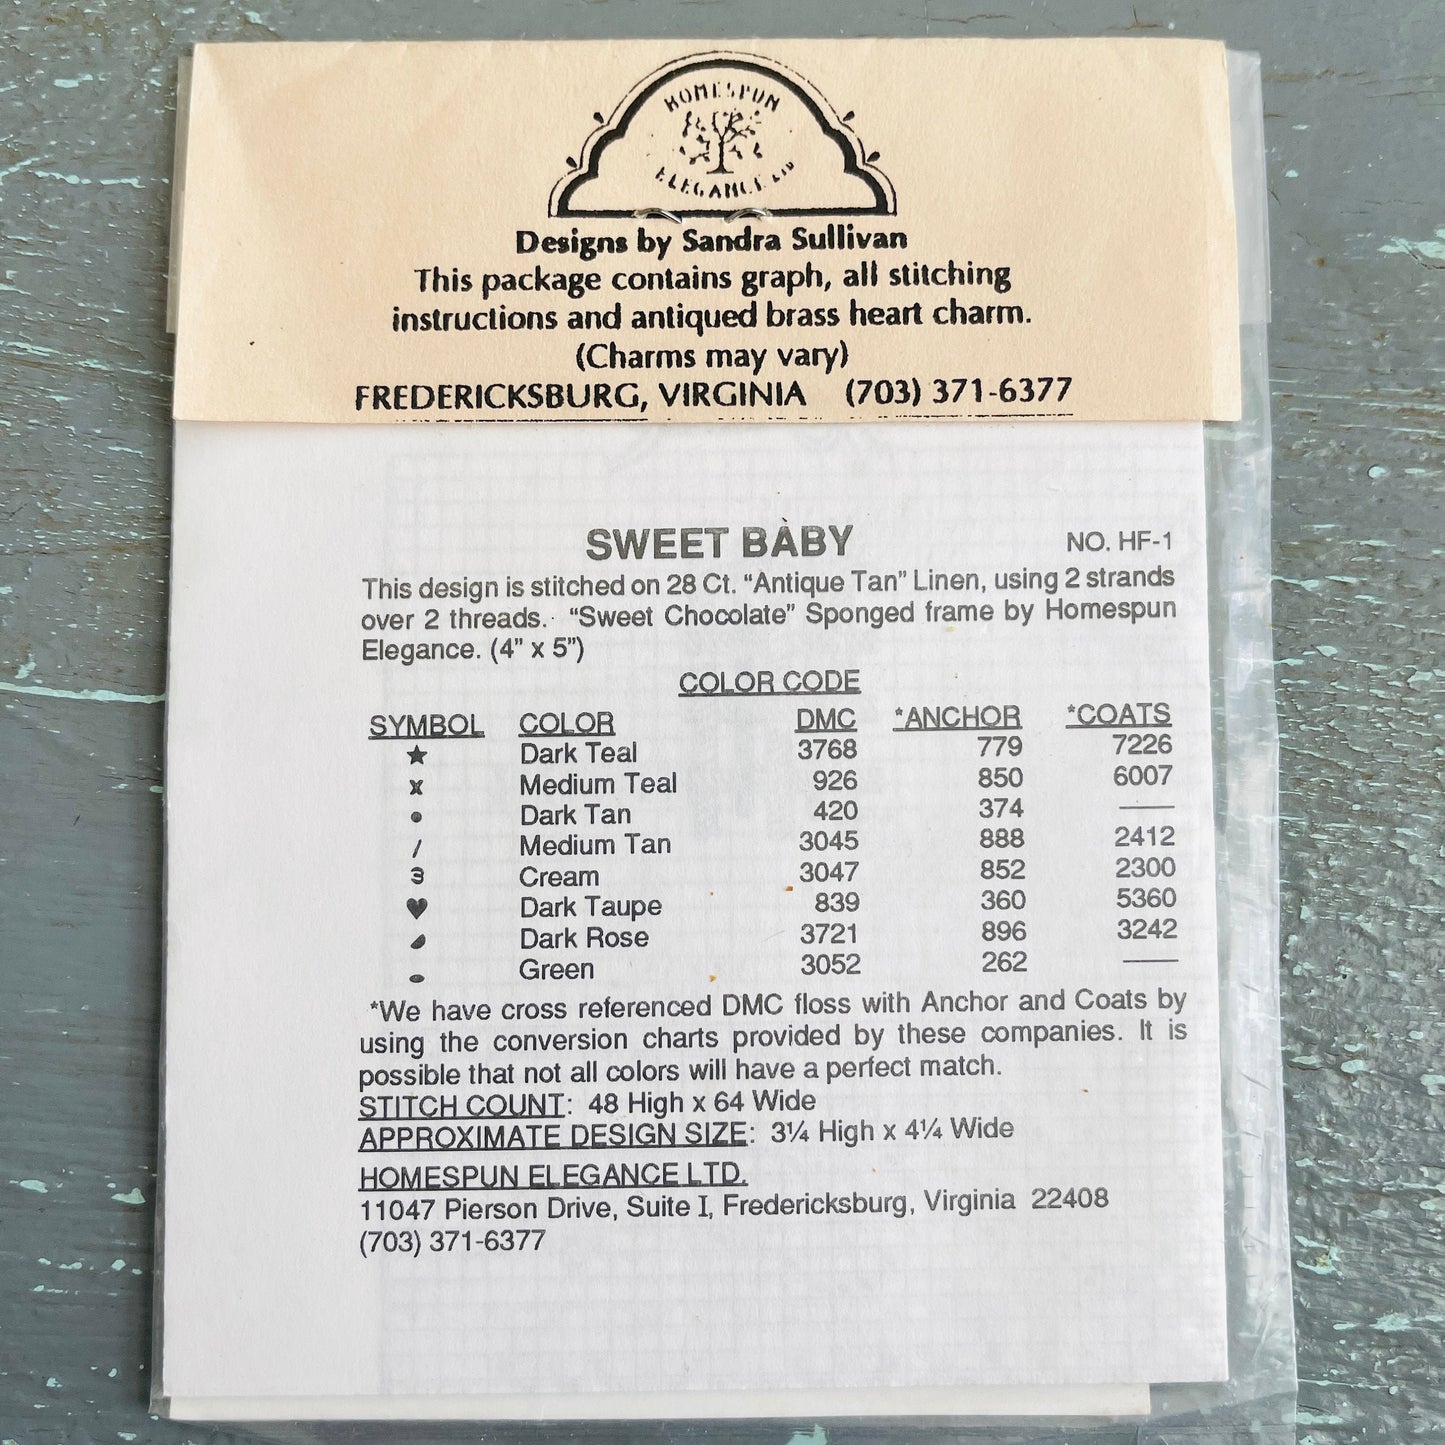 HOMESPUN
ELEGANCE LTD
Designs by Sandra Sullivan
This package contains graph, all stitching
instructions and antiqued brass heart charm.
(Charms may vary)
FREDERICKSBURG, VIRGINIA (703) 371-6377
SWEET BABY NO. HF-1
This design is stitched on 28 Ct. “Antique Tan” Linen, using 2 strands
over 2 threads. “Sweet Chocolate” Sponged frame by Homespun
Elegance. (4” x 5”)
COLOR CODE
SYMBOL COLOR DMC *ANCHOR *COATS
★ Dark Teal 3768 779 7226
x Medium Teal 926 850 6007
● Dark Tan 420 374 ——
/ Medium Tan 3045 888 2412
3 Cream 3047 852 2300
♥ Dark Taupe 839 360 5360
Dark Rose 3721 896 3242
Green 3052 262 ——
*We have cross referenced DMC floss with Anchor and Coats by
using the conversion charts provided by these companies. It is
possible that not all colors will have a perfect match.
STITCH COUNT: 48 High x 64 Wide
APPROXIMATE DESIGN SIZE: 3¼ High x 4¼ Wide
HOMESPUN ELEGANCE LTD.
11047 Pierson Drive, Suite I, Fredericksburg, Virginia 22408
(703) 371-6377